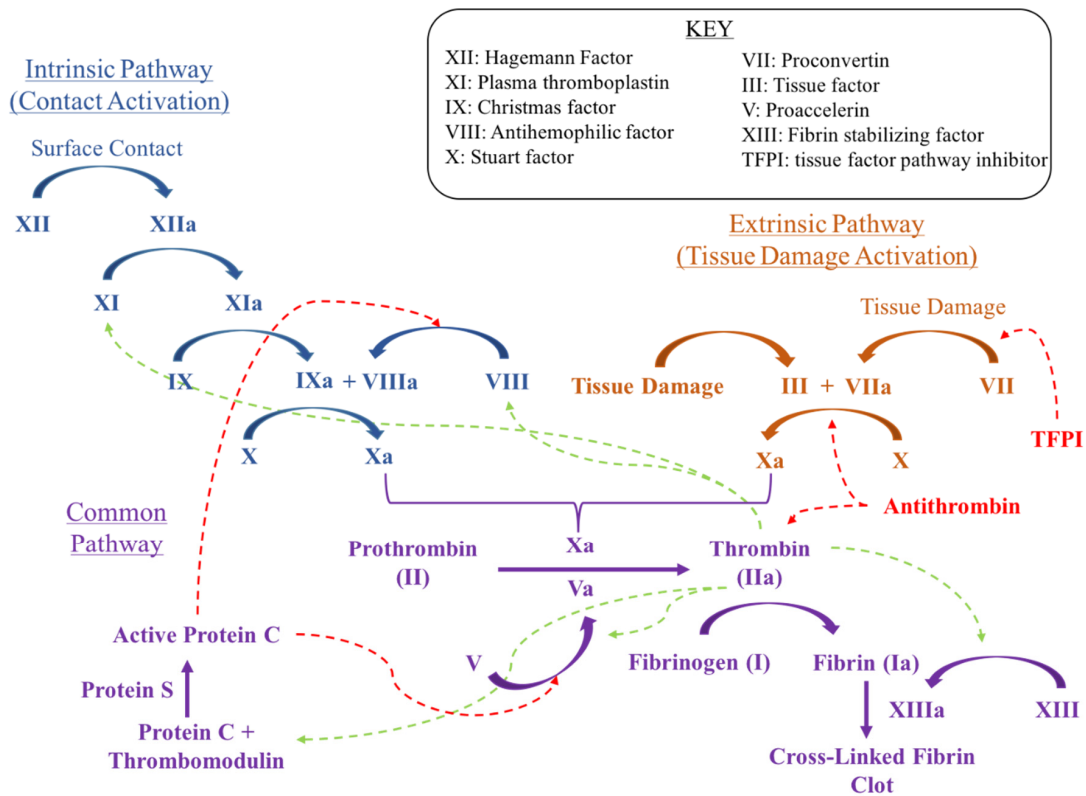 KEY
XII: Hagemann Factor
XI: Plasma thromboplastin
IX: Christmas factor
VIII: Antihemophilic factor
X: Stuart factor
VII: Proconvertin
III: Tissue factor
V: Proaccelerin
XIII: Fibrin stabilizing factor
TFPI: tissue factor pathway inhibitor
Intrinsic Pathway
(Contact Activation)
Surface Contact
XII
XIIa
XI
XIa
IX
IXa + VIIIa
VIII
X
Xa
Extrinsic Pathway
(Tissue Damage Activation)
Tissue Damage
Tissue Damage
III + VIIa
VII
Xa
X
TFPI
Antithrombin
Common
Pathway
Prothrombin
(II)
Xa
Va
Thrombin
(IIa)
Active Protein C
Protein S
Protein C +
Thrombomodulin
V
Fibrinogen (I)
Fibrin (Ia)
XIIIa
XIII
Cross-Linked Fibrin
Clot